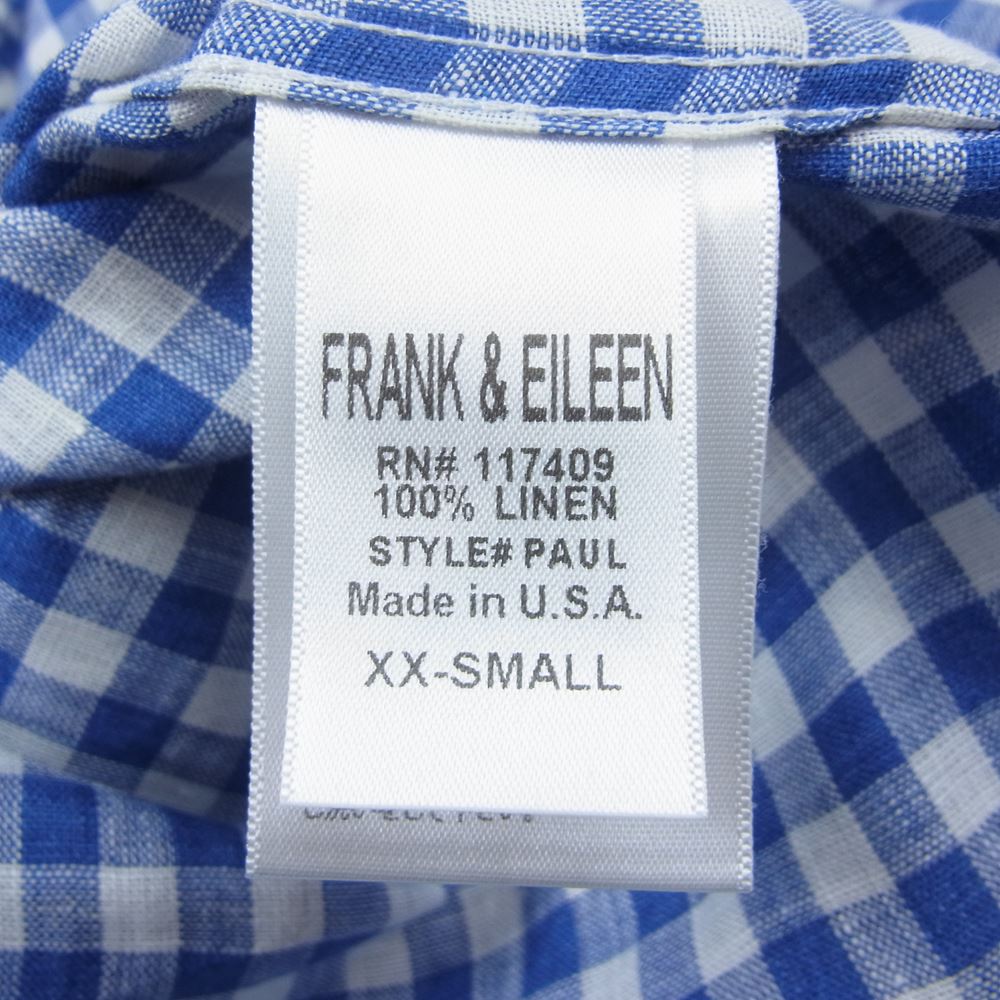 FRANK & EILEEN
RN# 117409
100% LINEN
STYLE# PAUL
Made in U.S.A.
XX-SMALL